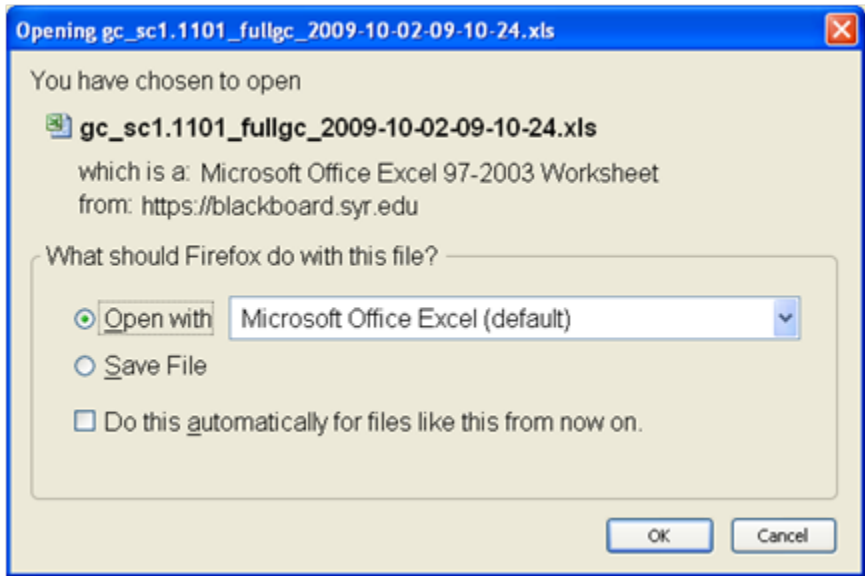 Opening gc_sc1.1101_fullgc_2009-10-02-09-10-24.xls
You have chosen to open
gc_sc1.1101_fullgc_2009-10-02-09-10-24.xls
which is a: Microsoft Office Excel 97-2003 Worksheet
from: https://blackboard.syr.edu
What should Firefox do with this file?
Open with Microsoft Office Excel (default)
Save File
Do this automatically for files like this from now on.
OK Cancel